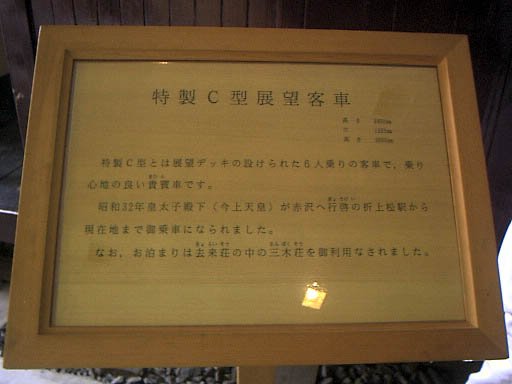 特製C型展望客車
長さ
巾
高さ
特製C型とは展望デッキの設けられた6人乗りの客車で、乗り
心地の良い貴賓車です。
昭和32年皇太子殿下（今上天皇）が赤沢へ行啓の折上松駅から
現在地まで御乗車になられました。
なお、お泊まりは去来荘の中の三木荘を御利用なされました。